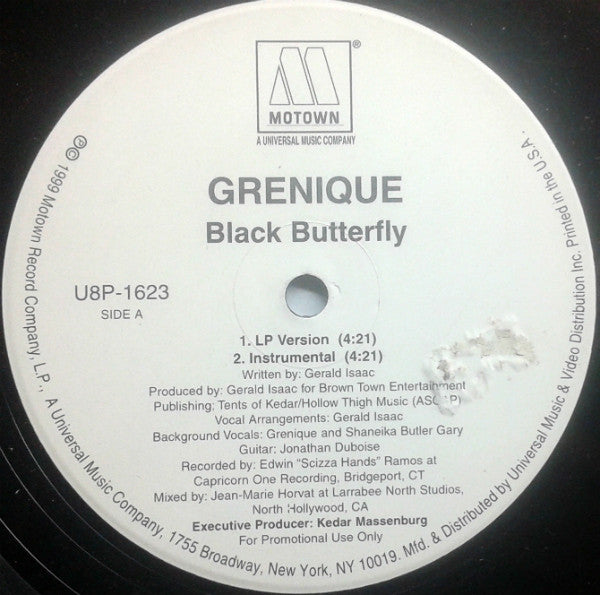 MOTOWN
®
A UNIVERSAL MUSIC COMPANY
GRENIQUE
Black Butterfly
U8P-1623
SIDE A
1. LP Version (4:21)
2. Instrumental (4:21)
Written by: Gerald Isaac
Produced by: Gerald Isaac for Brown Town Entertainment
Publishing: Tents of Kedar/Hollow Thigh Music
Vocal Arrangements: Gerald Isaac
Background Vocals: Grenique and Shaneika Butler Gary
Guitar: Jonathan Duboise
Recorded by: Edwin "Scizza Hands" Ramos at
Capricorn One Recording, Bridgeport, CT
Mixed by: Jean-Marie Horvat at Larrabee North Studios,
North Hollywood, CA
Executive Producer: Kedar Massenburg
For Promotional Use Only
℗© 1999 Motown Record Company, L.P., A Universal Music Company, 1755 Broadway, New York, NY 10019. Mfd. & Distributed by Universal Music & Video Distribution Inc. Printed in the U.S.A.